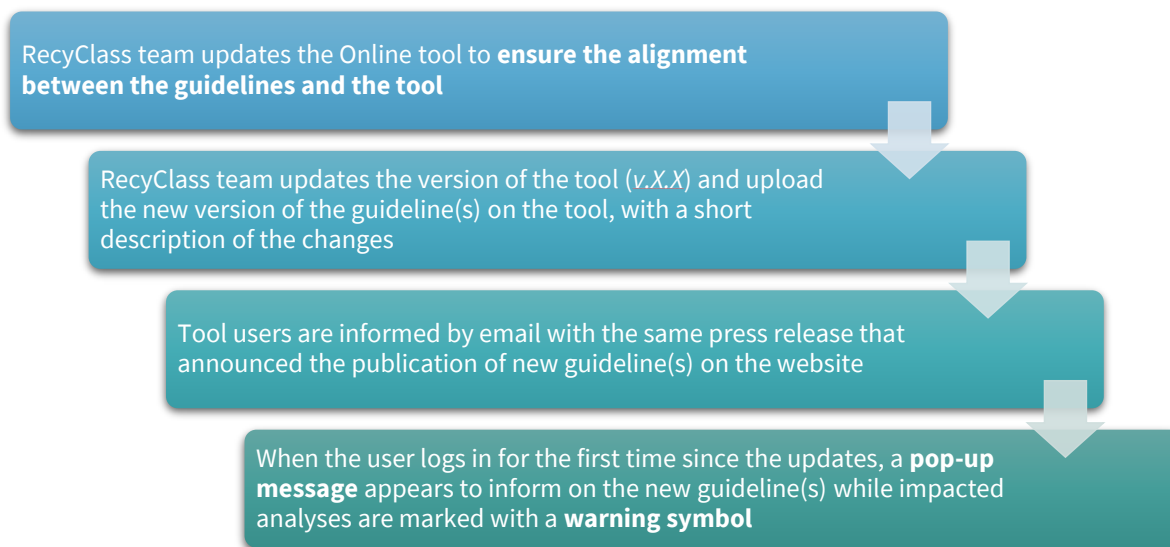 RecyClass team updates the Online tool to ensure the alignment
between the guidelines and the tool
RecyClass team updates the version of the tool (v.X.X) and upload
the new version of the guideline(s) on the tool, with a short
description of the changes
Tool users are informed by email with the same press release that
announced the publication of new guideline(s) on the website
When the user logs in for the first time since the updates, a pop-up
message appears to inform on the new guideline(s) while impacted
analyses are marked with a warning symbol